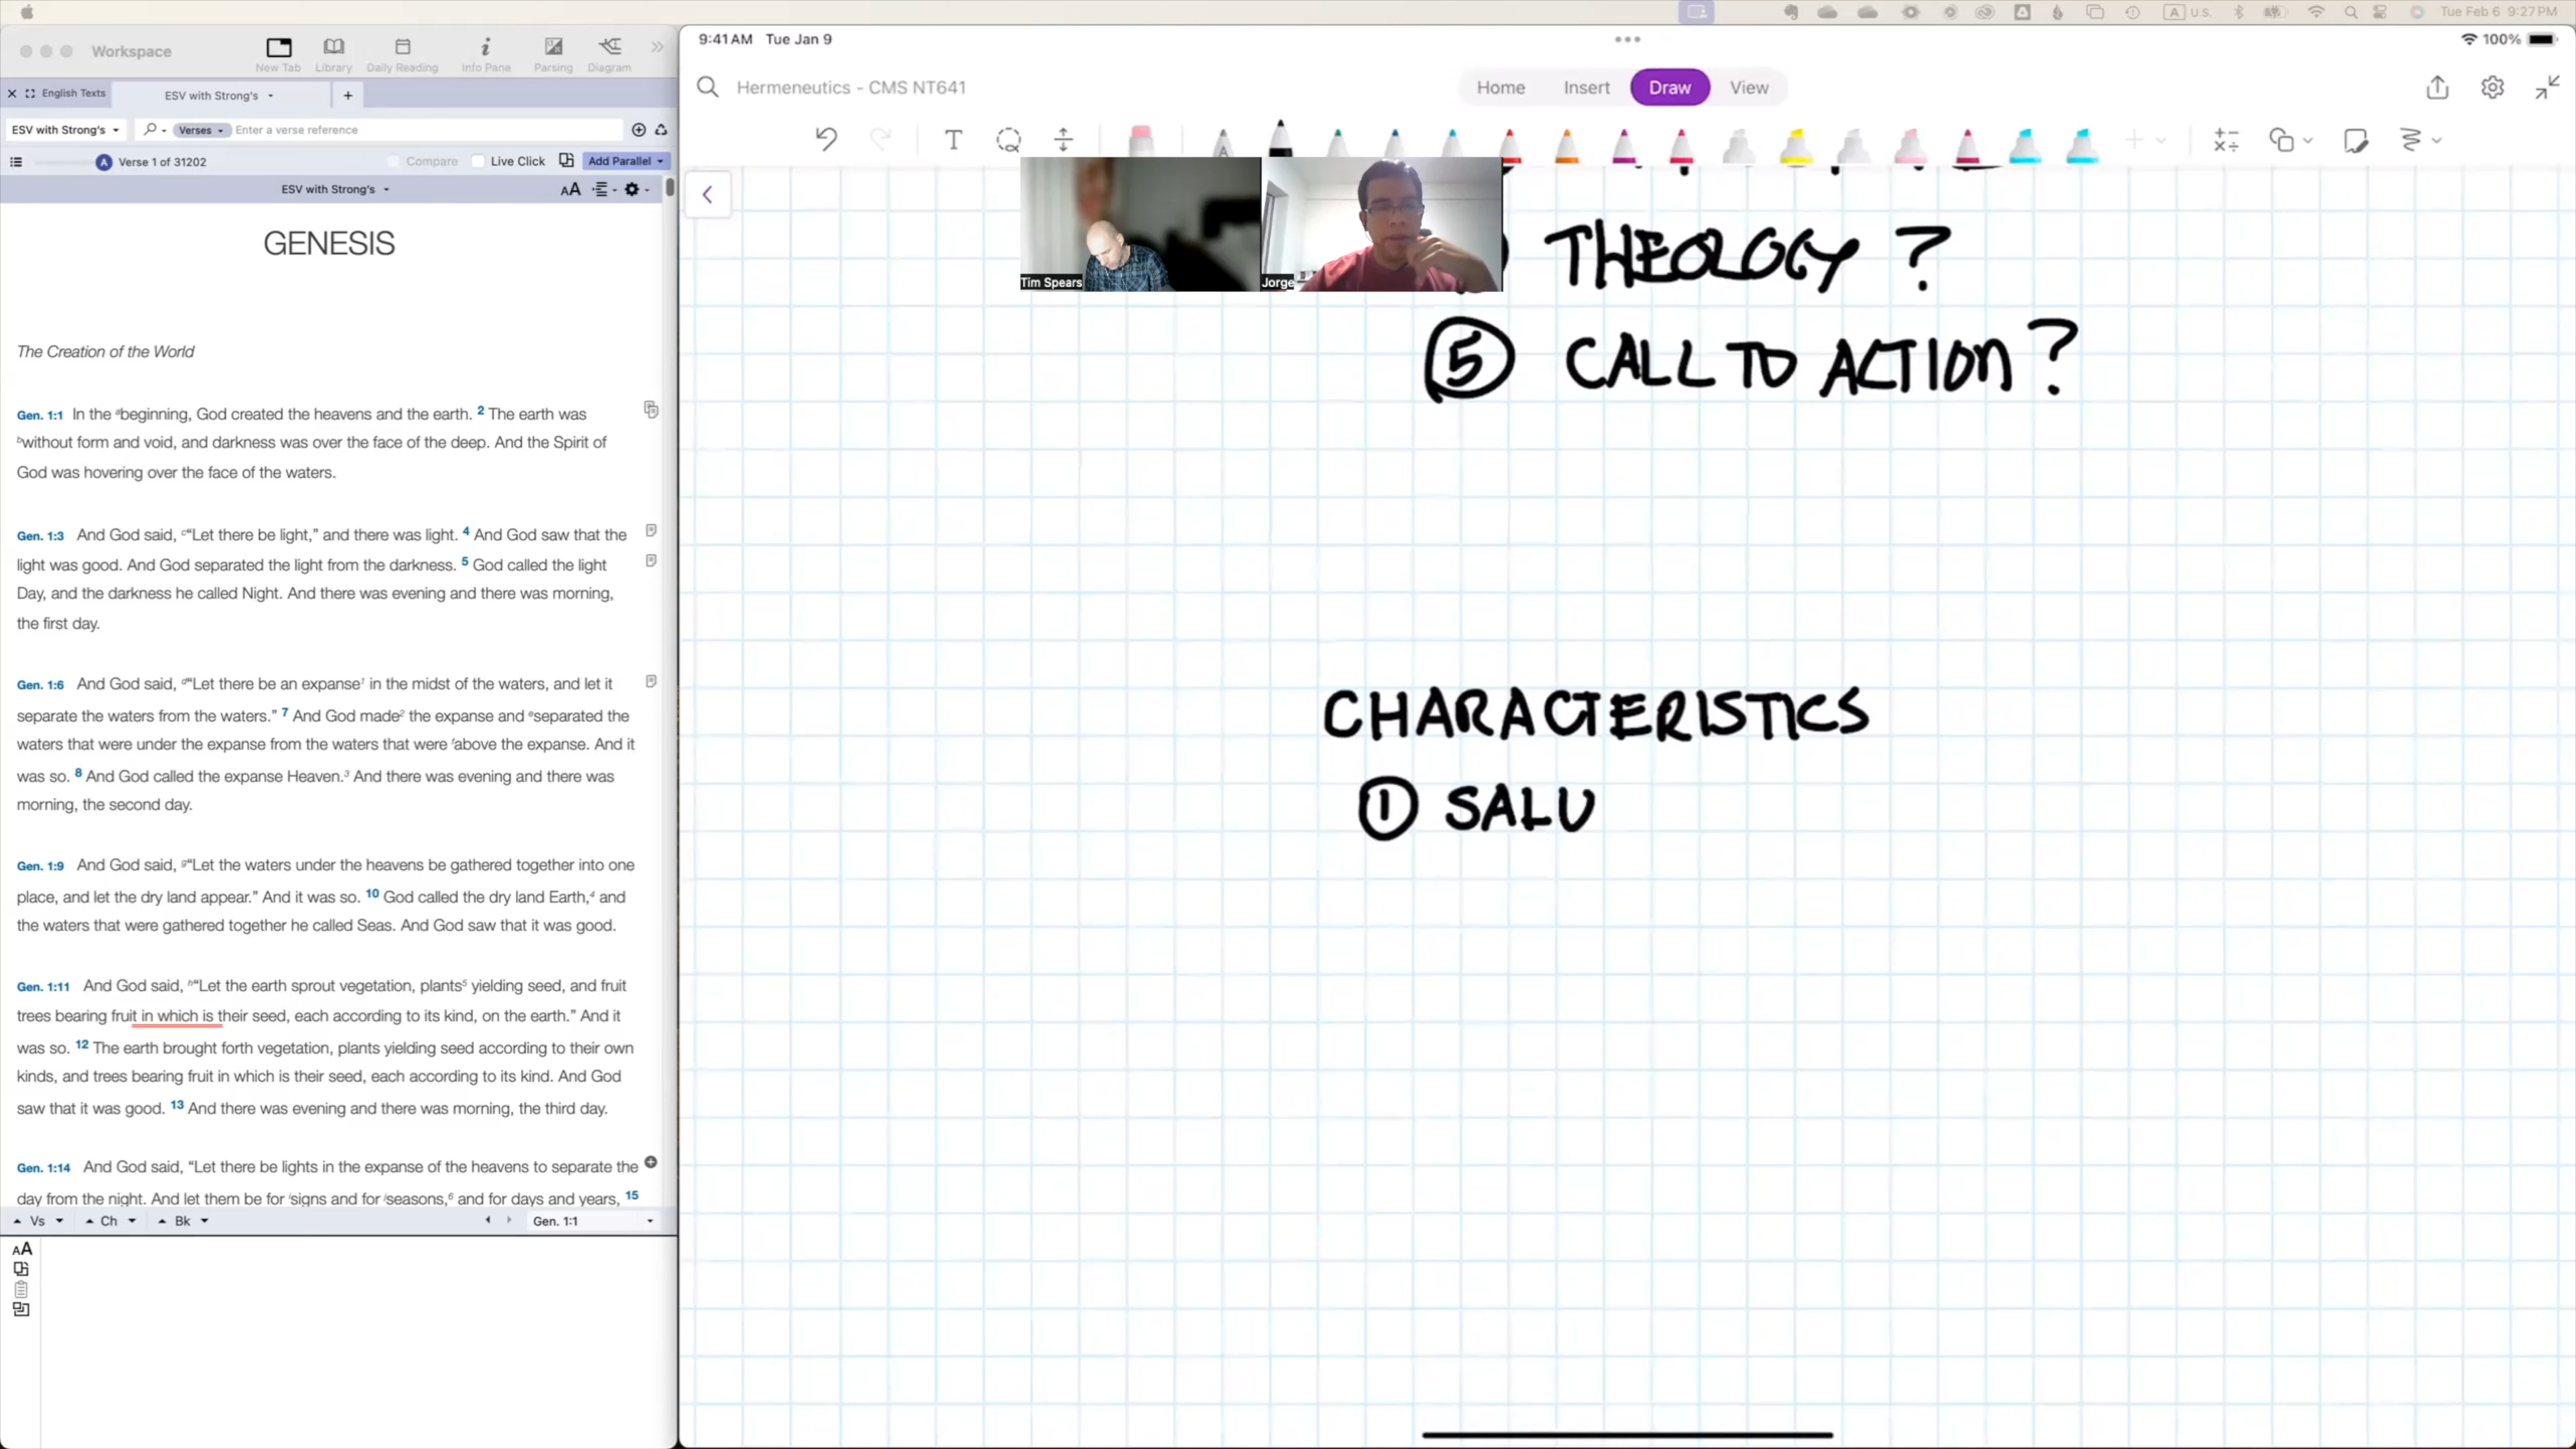 Tue Feb 6 9:27 PM
U.S.
Workspace
New Tab Library Daily Reading Info Pane Parsing Diagram
English Texts
ESV with Strong's
ESV with Strong's Verses Enter a verse reference
Verse 1 of 31202 Compare Live Click Add Parallel
ESV with Strong's AA
GENESIS
The Creation of the World
Gen. 1:1 In the ᵃbeginning, God created the heavens and the earth. 2 The earth was
ᵇwithout form and void, and darkness was over the face of the deep. And the Spirit of
God was hovering over the face of the waters.
Gen. 1:3 And God said, ᶜ“Let there be light,” and there was light. 4 And God saw that the
light was good. And God separated the light from the darkness. 5 God called the light
Day, and the darkness he called Night. And there was evening and there was morning,
the first day.
Gen. 1:6 And God said, ᵈ“Let there be an expanse¹ in the midst of the waters, and let it
separate the waters from the waters.” 7 And God made² the expanse and ᵉseparated the
waters that were under the expanse from the waters that were ᶠabove the expanse. And it
was so. 8 And God called the expanse Heaven.³ And there was evening and there was
morning, the second day.
Gen. 1:9 And God said, ᵍ“Let the waters under the heavens be gathered together into one
place, and let the dry land appear.” And it was so. 10 God called the dry land Earth,⁴ and
the waters that were gathered together he called Seas. And God saw that it was good.
Gen. 1:11 And God said, ʰ“Let the earth sprout vegetation, plants⁵ yielding seed, and fruit
trees bearing fruit in which is their seed, each according to its kind, on the earth.” And it
was so. 12 The earth brought forth vegetation, plants yielding seed according to their own
kinds, and trees bearing fruit in which is their seed, each according to its kind. And God
saw that it was good. 13 And there was evening and there was morning, the third day.
Gen. 1:14 And God said, “Let there be lights in the expanse of the heavens to separate the
day from the night. And let them be for ⁱsigns and for ʲseasons,⁶ and for days and years, 15
Vs Ch Bk Gen. 1:1
AA
9:41 AM Tue Jan 9
100%
Hermeneutics - CMS NT641
Home Insert Draw View
Tim Spears
Jorge
THEOLOGY ?
⑤ CALL TO ACTION ?
CHARACTERISTICS
① SALU